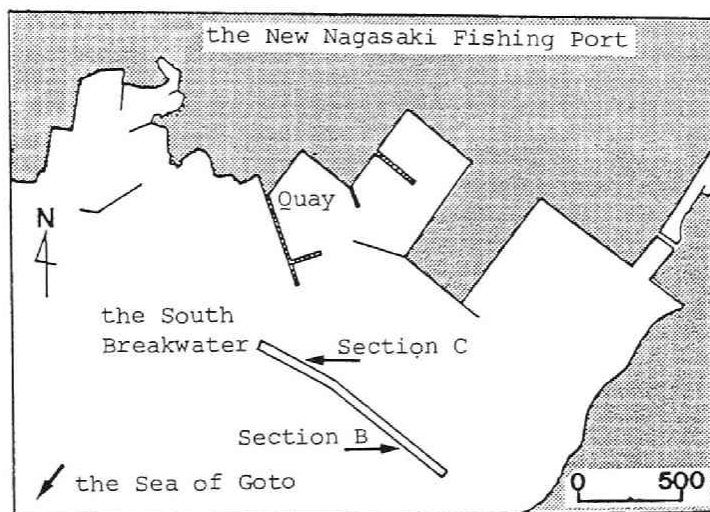 the New Nagasaki Fishing Port
Quay
N
the South
Breakwater
Section C
Section B
the Sea of Goto
0 500